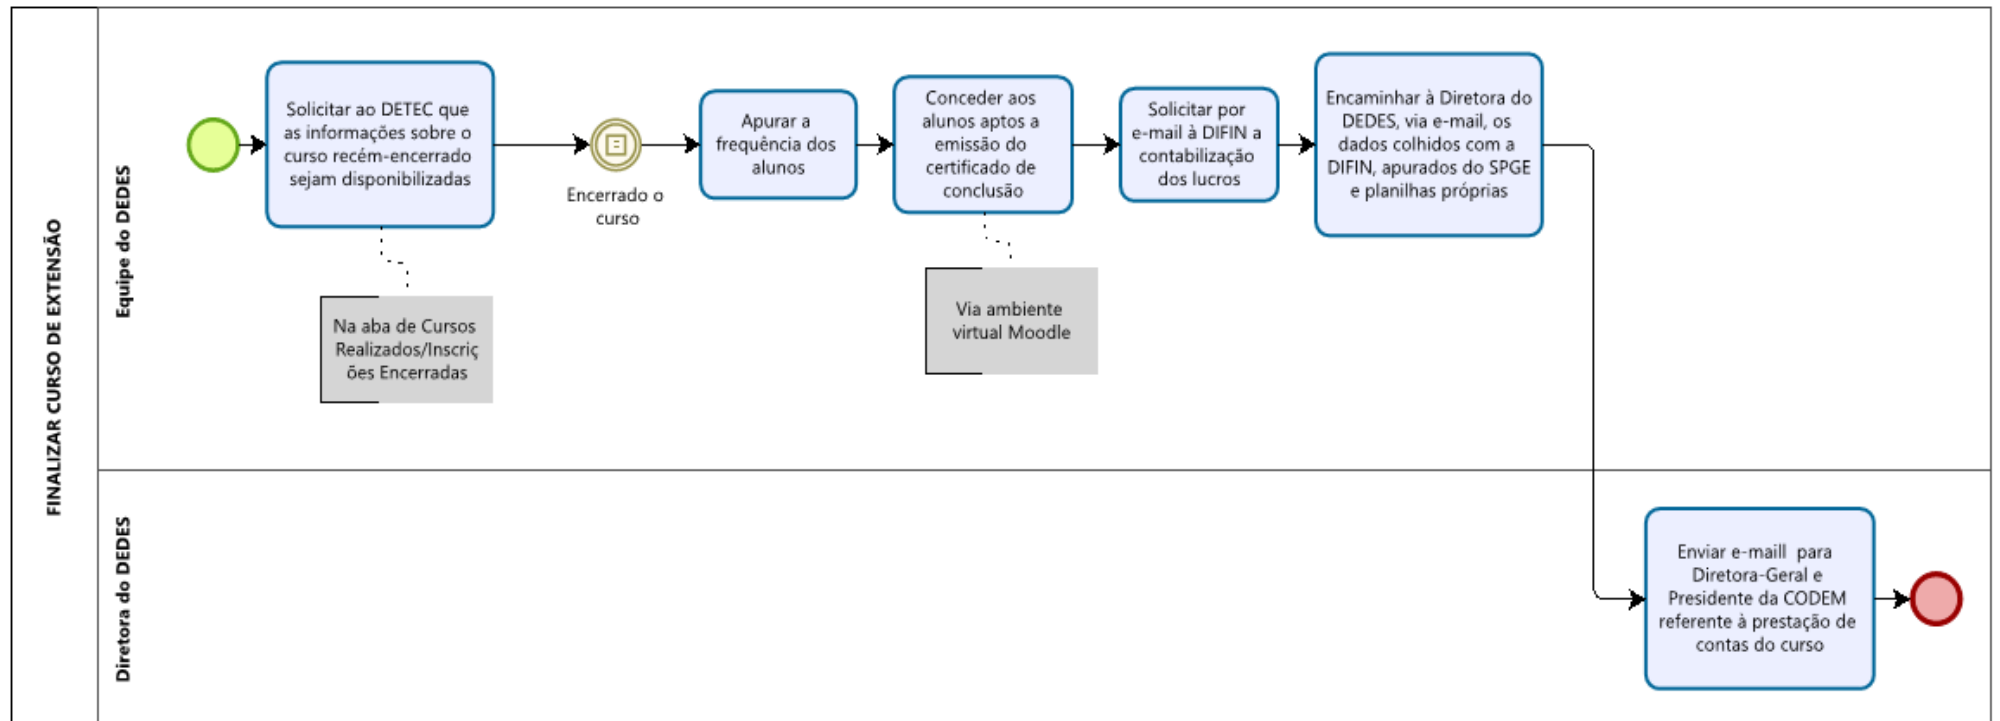 FINALIZAR CURSO DE EXTENSÃO
Equipe do DEDES
Solicitar ao DETEC que
as informações sobre o
curso recém-encerrado
sejam disponibilizadas
Na aba de Cursos
Realizados/Inscriç
ões Encerradas
Encerrado o
curso
Apurar a
frequência dos
alunos
Conceder aos
alunos aptos a
emissão do
certificado de
conclusão
Via ambiente
virtual Moodle
Solicitar por
e-mail à DIFIN a
contabilização
dos lucros
Encaminhar à Diretora do
DEDES, via e-mail, os
dados colhidos com a
DIFIN, apurados do SPGE
e planilhas próprias
Diretora do DEDES
Enviar e-maill  para
Diretora-Geral e
Presidente da CODEM
referente à prestação de
contas do curso